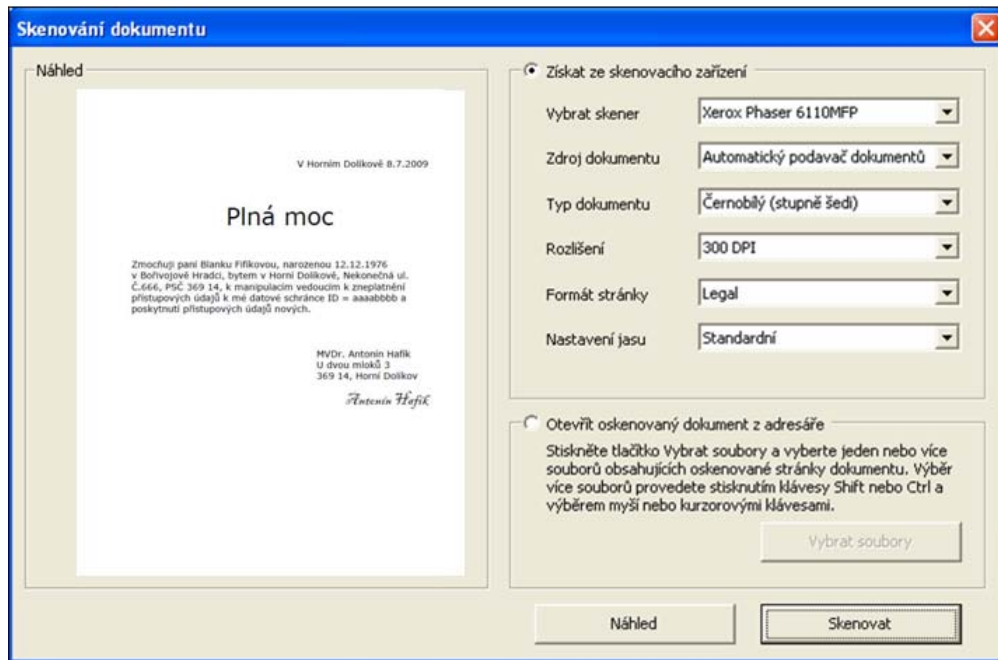 Skenování dokumentu
Náhled
V Horním Dolíkově 8.7.2009
Plná moc
Zmocňuji paní Blanku Fifíkovou, narozenou 12.12.1976
v Bořivojově Hradci, bytem v Horní Dolíkově, Nekonečná ul.
Č.666, PSČ 369 14, k manipulacím vedoucím k zneplatnění
přístupových údajů k mé datové schránce ID = aaaabbbb a
poskytnutí přístupových údajů nových.
MVDr. Antonín Hafík
U dvou mloků 3
369 14, Horní Dolíkov
Antonín Hafík
Získat ze skenovacího zařízení
Vybrat skener Xerox Phaser 6110MFP
Zdroj dokumentu Automatický podavač dokumentů
Typ dokumentu Černobílý (stupně šedi)
Rozlišení 300 DPI
Formát stránky Legal
Nastavení jasu Standardní
Otevřít oskenovaný dokument z adresáře
Stiskněte tlačítko Vybrat soubory a vyberte jeden nebo více
souborů obsahujících oskenované stránky dokumentu. Výběr
více souborů provedete stisknutím klávesy Shift nebo Ctrl a
výběrem myší nebo kurzorovými klávesami.
Vybrat soubory
Náhled Skenovat